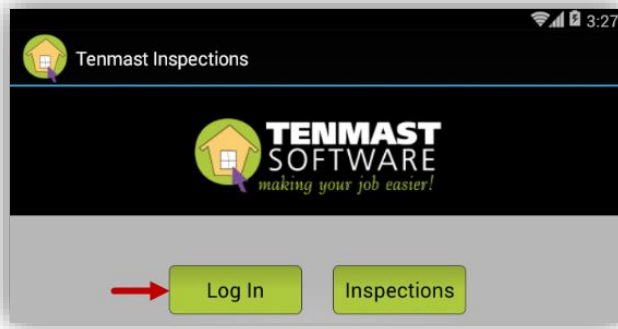 3:27
Tenmast Inspections
TENMAST
SOFTWARE
making your job easier!
Log In
Inspections